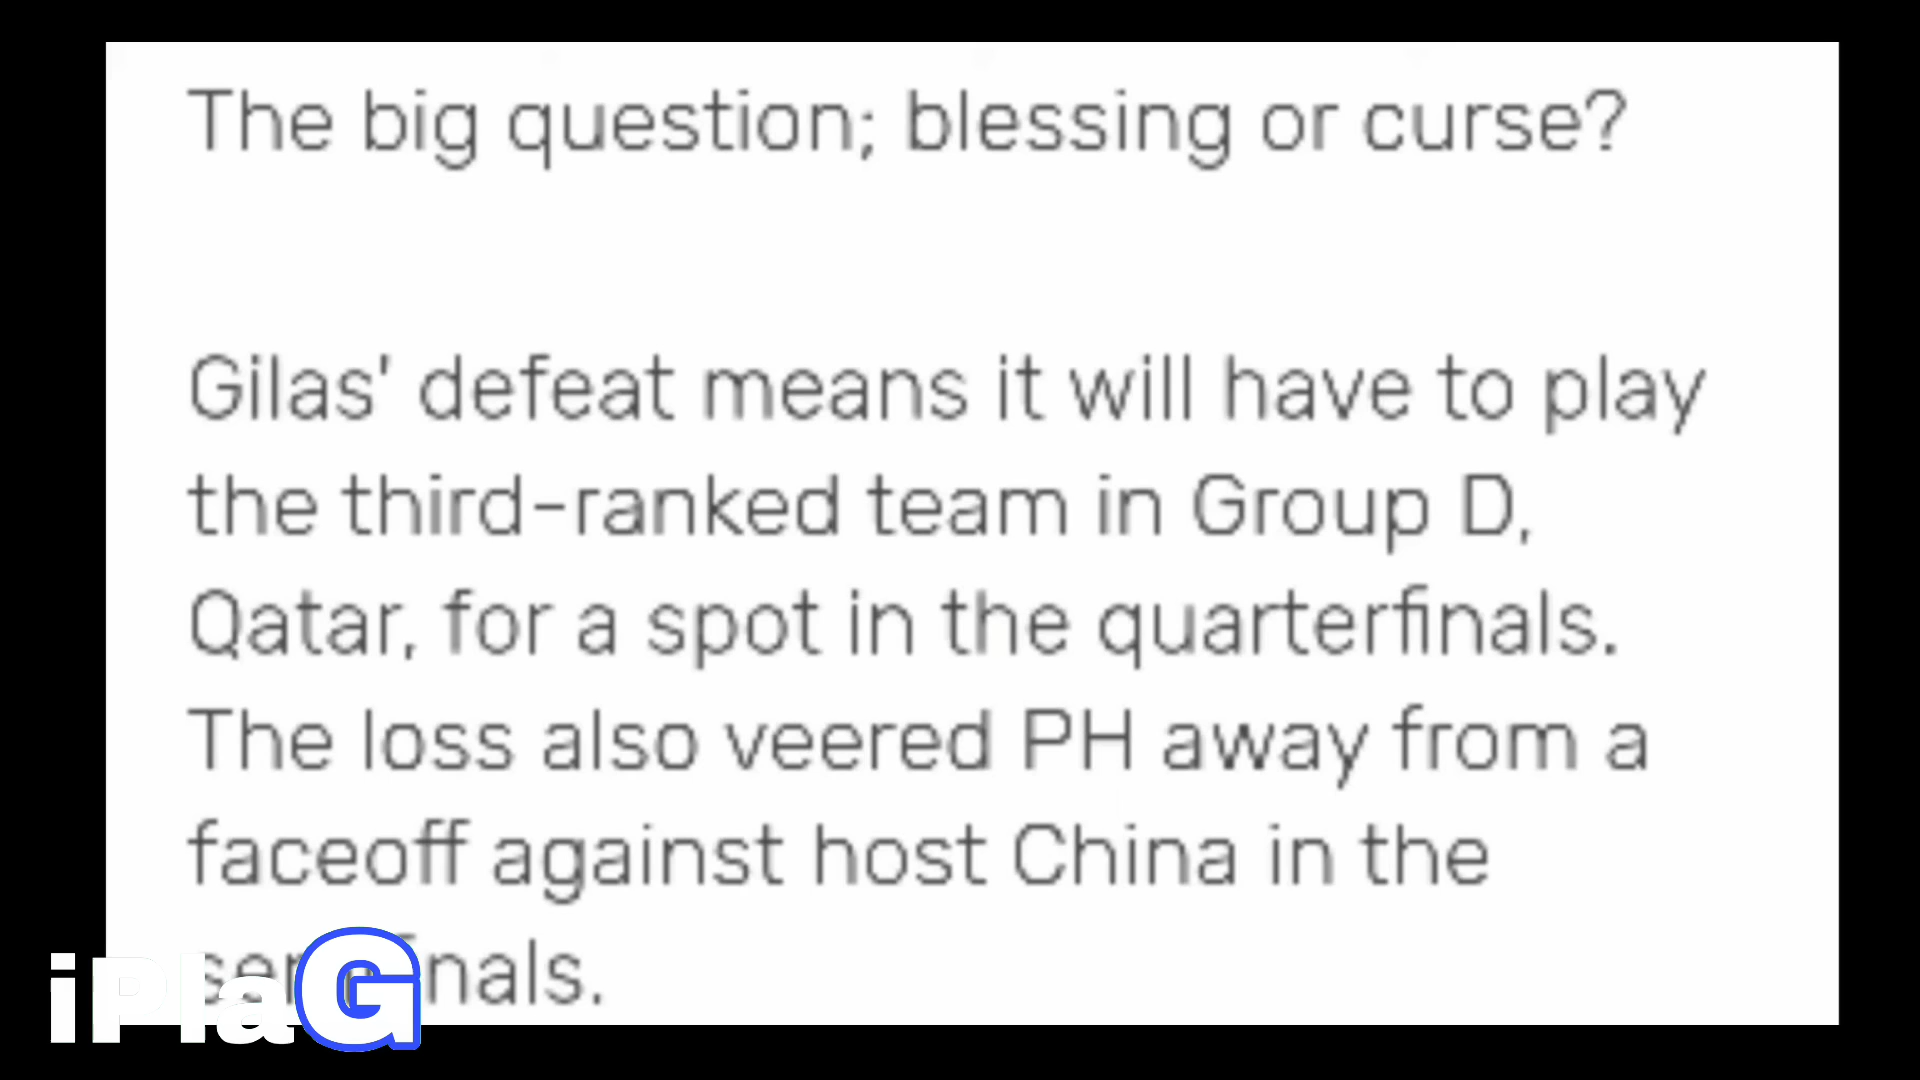 The big question; blessing or curse?
Gilas' defeat means it will have to play
the third-ranked team in Group D,
Qatar, for a spot in the quarterfinals.
The loss also veered PH away from a
faceoff against host China in the
semifinals.
iPlaG